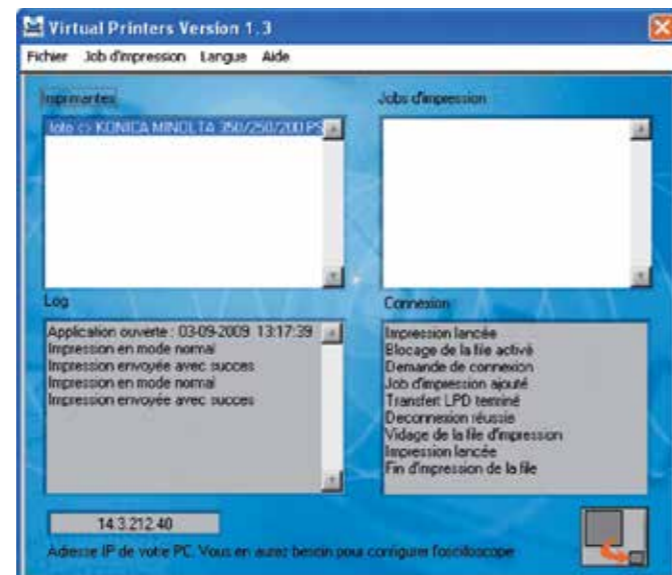 Virtual Printers Version 1.3
Fichier Job d'impression Langue Aide
Imprimantes
toto <> KONICA MINOLTA 350/250/200 PS
Jobs d'impression
Log
Application ouverte : 03-09-2009 13:17:39
Impression en mode normal
Impression envoyée avec succes
Impression en mode normal
Impression envoyée avec succes
Connexion
Impression lancée
Blocage de la file activé
Demande de connexion
Job d'impression ajouté
Transfert LPD terminé
Deconnexion réussie
Vidage de la file d'impression
Impression lancée
Fin d'impression de la file
14.3.212.40
Adresse IP de votre PC. Vous en aurez besoin pour configurer l'oscilloscope